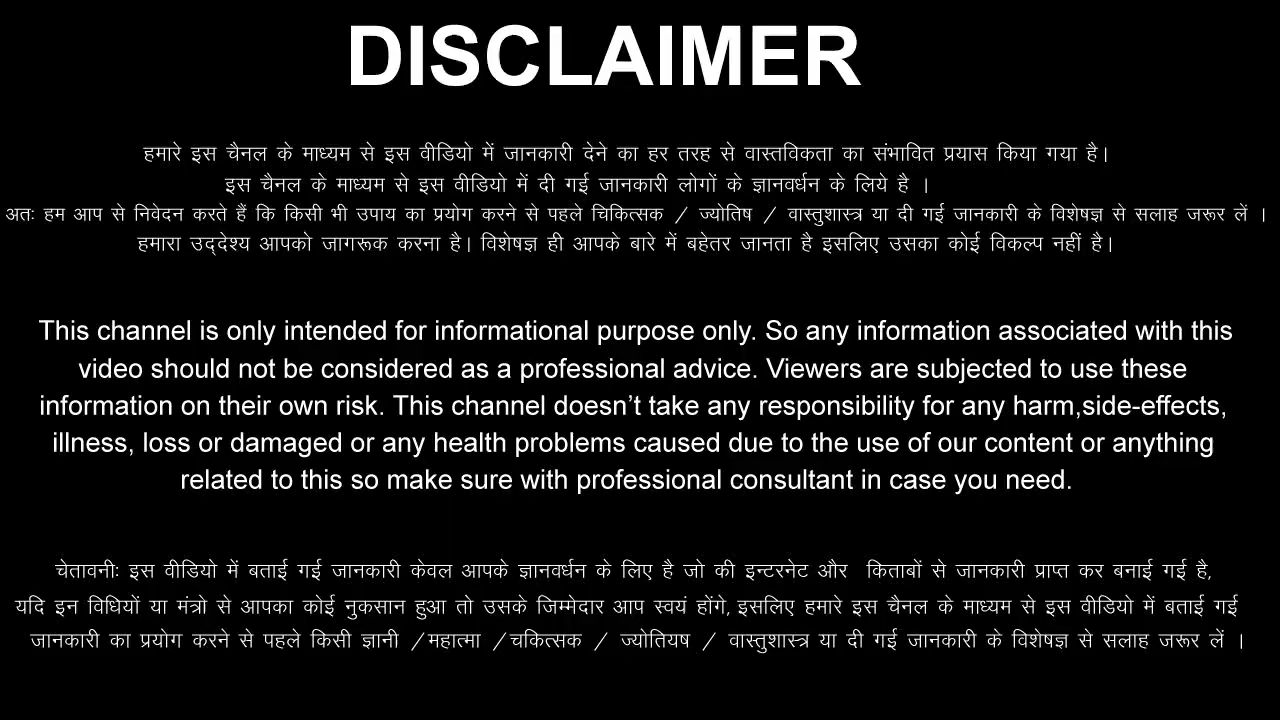 DISCLAIMER
हमारे इस चैनल के माध्यम से इस वीडियो में जानकारी देने का हर तरह से वास्तविकता का संभावित प्रयास किया गया है।
इस चैनल के माध्यम से इस वीडियो में दी गई जानकारी लोगों के ज्ञानवर्धन के लिये है ।
अतः हम आप से निवेदन करते हैं कि किसी भी उपाय का प्रयोग करने से पहले चिकित्सक / ज्योतिष / वास्तुशास्त्र या दी गई जानकारी के विशेषज्ञ से सलाह जरूर लें ।
हमारा उद्देश्य आपको जागरूक करना है। विशेषज्ञ ही आपके बारे में बहेतर जानता है इसलिए उसका कोई विकल्प नहीं है।
This channel is only intended for informational purpose only. So any information associated with this
video should not be considered as a professional advice. Viewers are subjected to use these
information on their own risk. This channel doesn’t take any responsibility for any harm,side-effects,
illness, loss or damaged or any health problems caused due to the use of our content or anything
related to this so make sure with professional consultant in case you need.
चेतावनीः इस वीडियो में बताई गई जानकारी केवल आपके ज्ञानवर्धन के लिए है जो की इन्टरनेट और किताबों से जानकारी प्राप्त कर बनाई गई है,
यदि इन विधियों या मंत्रो से आपका कोई नुकसान हुआ तो उसके जिम्मेदार आप स्वयं होंगे, इसलिए हमारे इस चैनल के माध्यम से इस वीडियो में बताई गई
जानकारी का प्रयोग करने से पहले किसी ज्ञानी /महात्मा /चकित्सक / ज्योतियष / वास्तुशास्त्र या दी गई जानकारी के विशेषज्ञ से सलाह जरूर लें ।